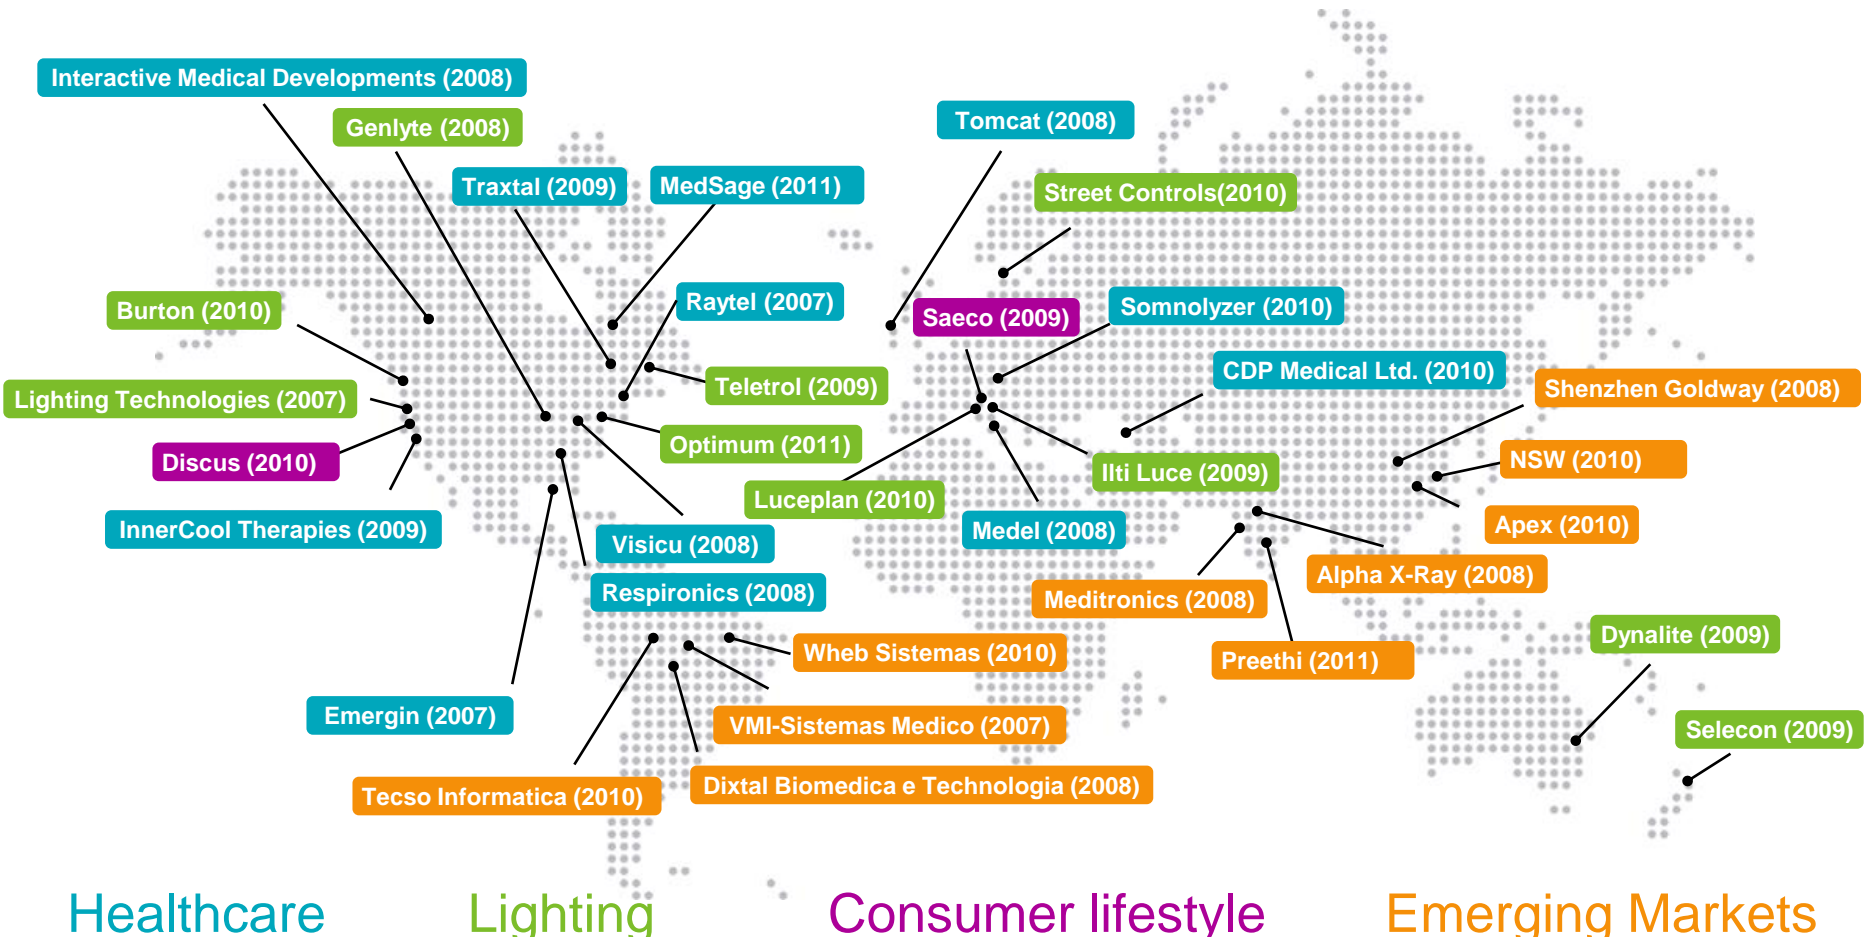 Interactive Medical Developments (2008)
Genlyte (2008)
Tomcat (2008)
Traxtal (2009)
MedSage (2011)
Street Controls(2010)
Burton (2010)
Raytel (2007)
Saeco (2009)
Somnolyzer (2010)
Lighting Technologies (2007)
Teletrol (2009)
CDP Medical Ltd. (2010)
Shenzhen Goldway (2008)
Discus (2010)
Optimum (2011)
Luceplan (2010)
Ilti Luce (2009)
NSW (2010)
InnerCool Therapies (2009)
Visicu (2008)
Medel (2008)
Apex (2010)
Respironics (2008)
Meditronics (2008)
Alpha X-Ray (2008)
Wheb Sistemas (2010)
Preethi (2011)
Dynalite (2009)
Emergin (2007)
VMI-Sistemas Medico (2007)
Selecon (2009)
Tecso Informatica (2010)
Dixtal Biomedica e Technologia (2008)
Healthcare
Lighting
Consumer lifestyle
Emerging Markets